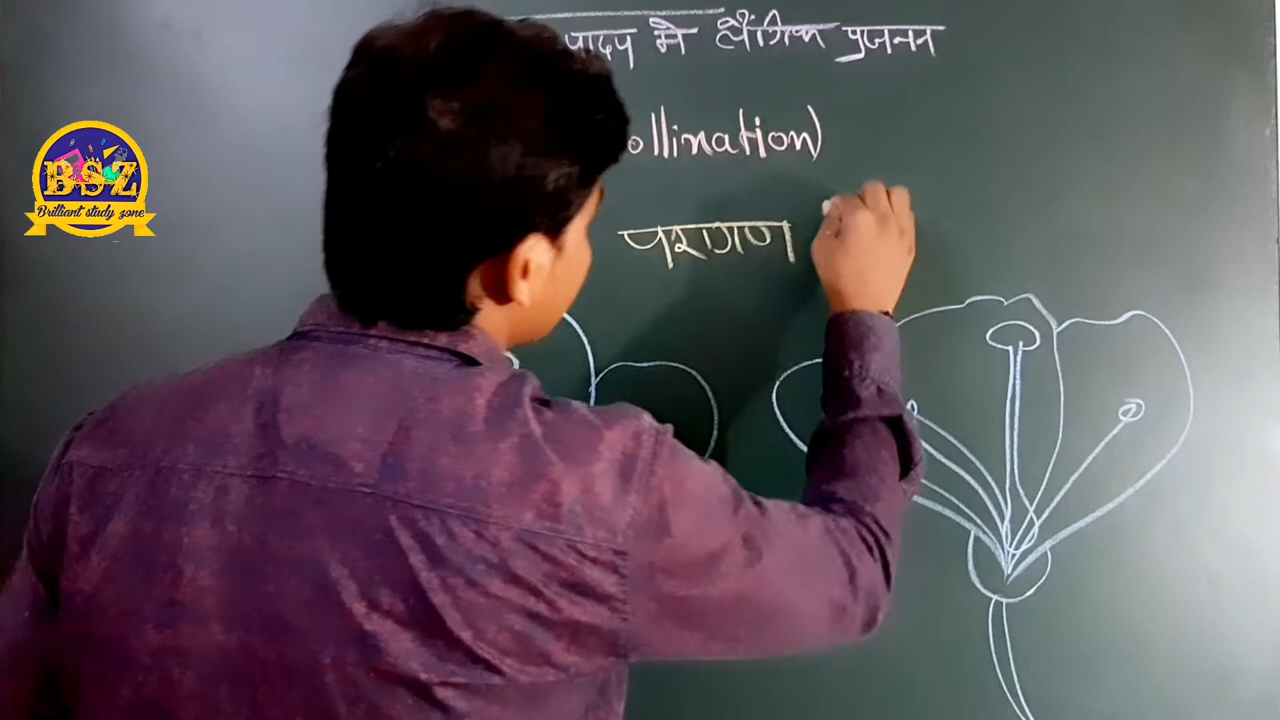 पादप मे लैंगिक प्रजनन
ollination)
परागण
BSZ
Brilliant study zone